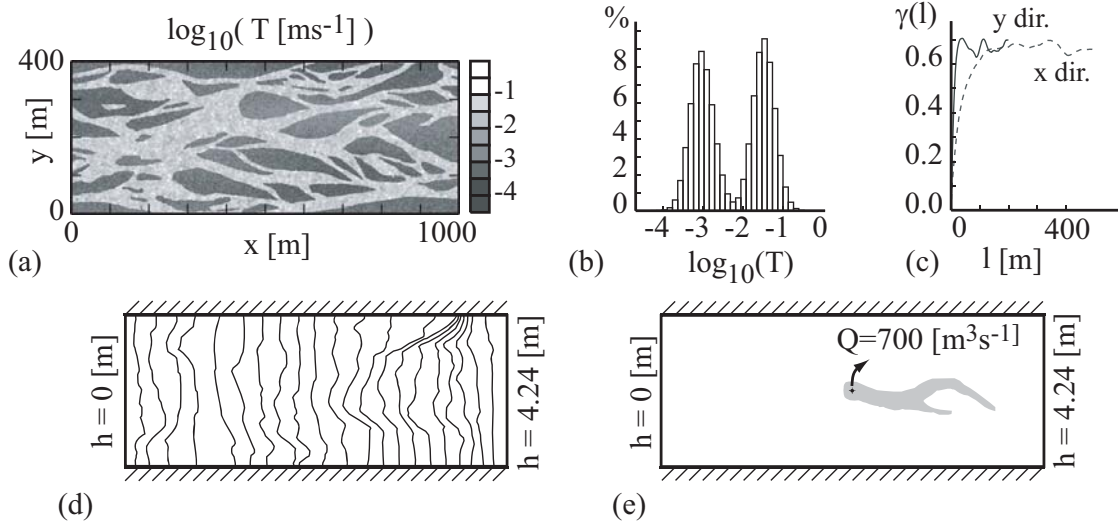 log10( T [ms-1] )
400
y [m]
0
0
x [m]
1000
-1
-2
-3
-4
(a)
%
8
6
4
2
0
-4
-3
-2
-1
0
log10(T)
(b)
γ(l)
y dir.
x dir.
0.6
0.4
0.2
0.0
0
400
l [m]
(c)
h = 0 [m]
h = 4.24 [m]
(d)
h = 0 [m]
Q=700 [m3s-1]
h = 4.24 [m]
(e)